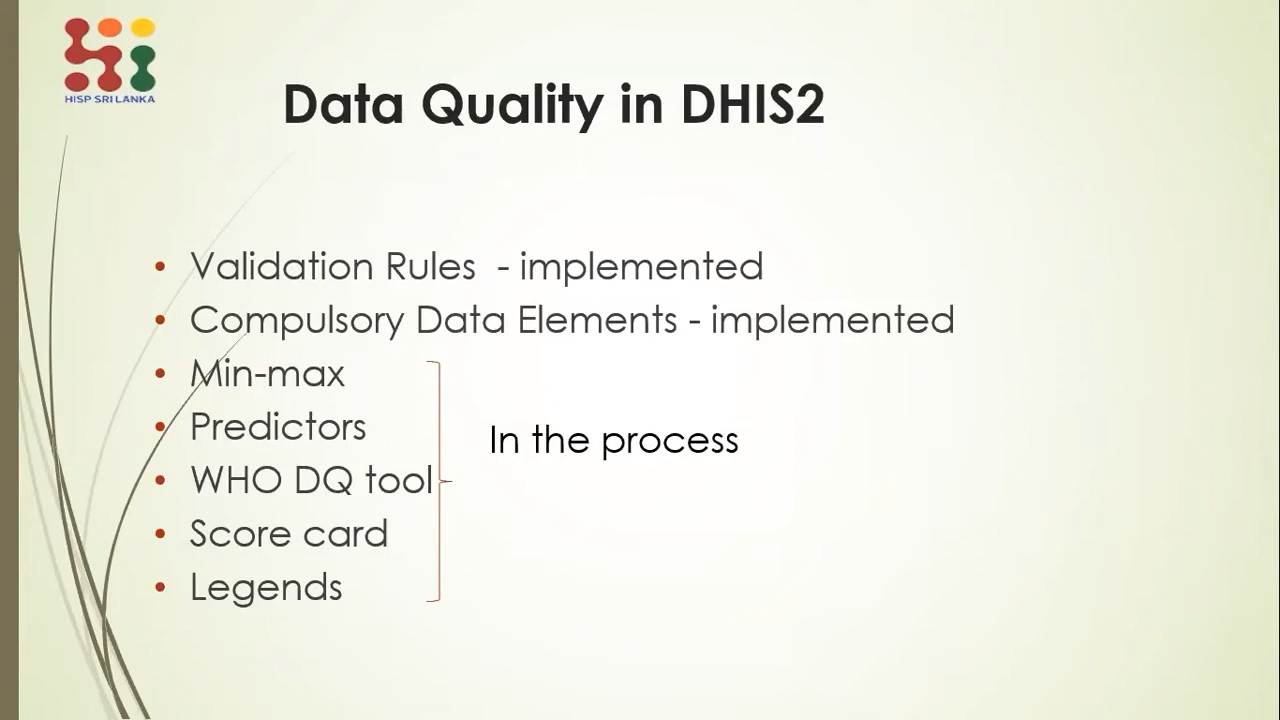 HISP SRI LANKA
Data Quality in DHIS2
• Validation Rules - implemented
• Compulsory Data Elements - implemented
• Min-max
• Predictors
In the process
• WHO DQ tool
• Score card
• Legends